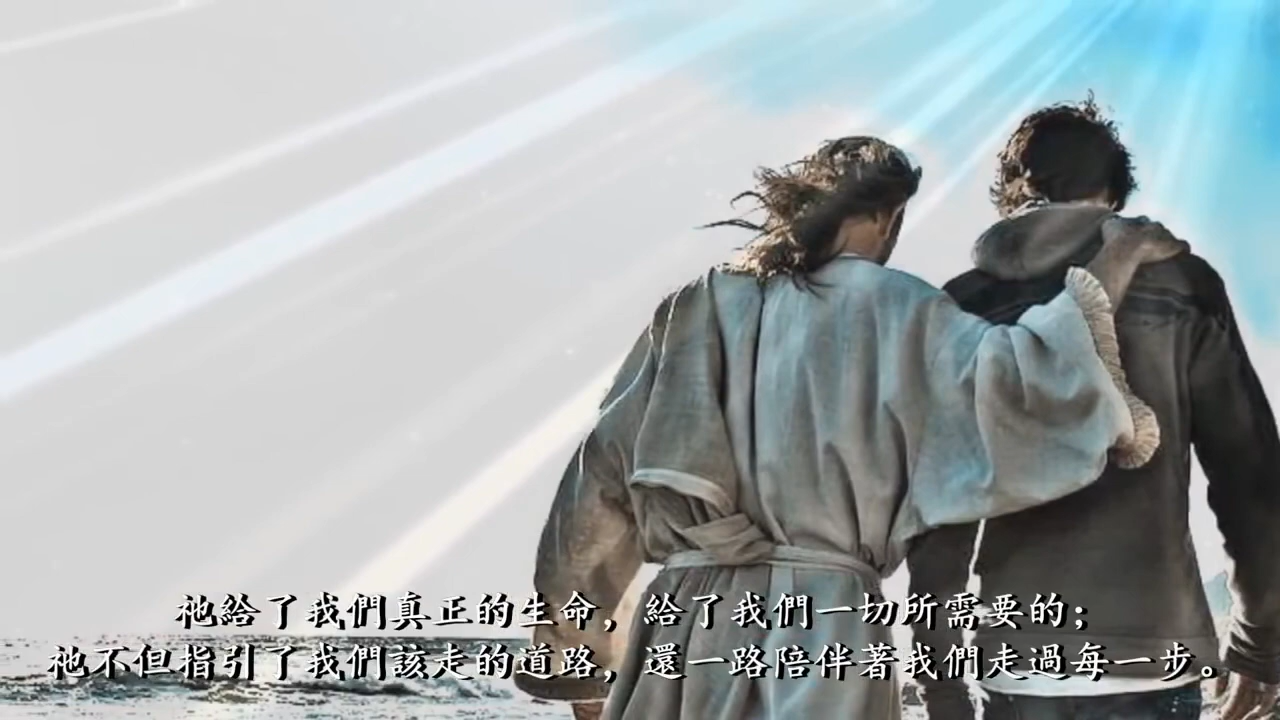 祂給了我們真正的生命，給了我們一切所需要的；
祂不但指引了我們該走的道路，還一路陪伴著我們走過每一步。